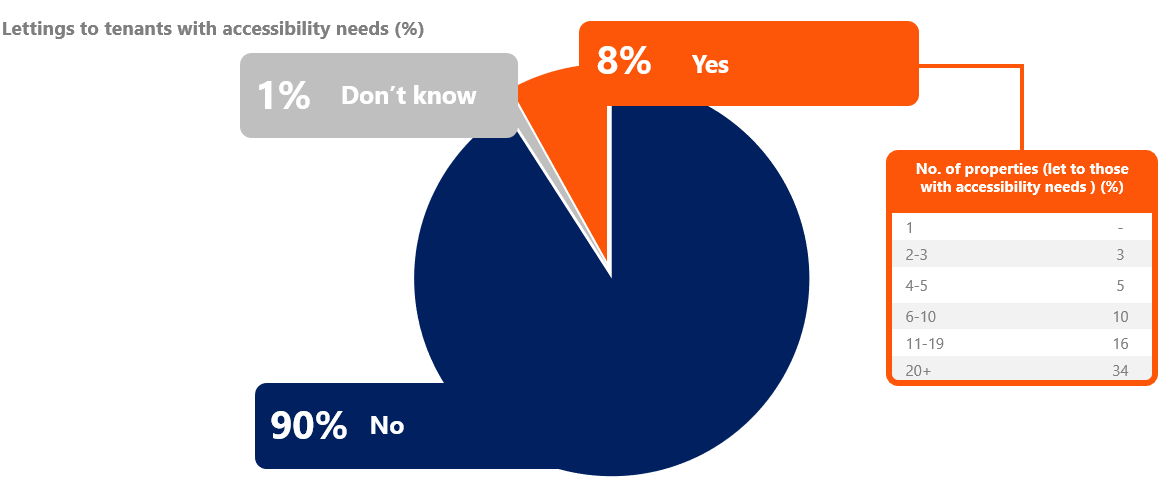 Lettings to tenants with accessibility needs (%)
8% Yes
1% Don’t know
No. of properties (let to those
with accessibility needs ) (%)
1 -
2-3 3
4-5 5
6-10 10
11-19 16
20+ 34
90% No